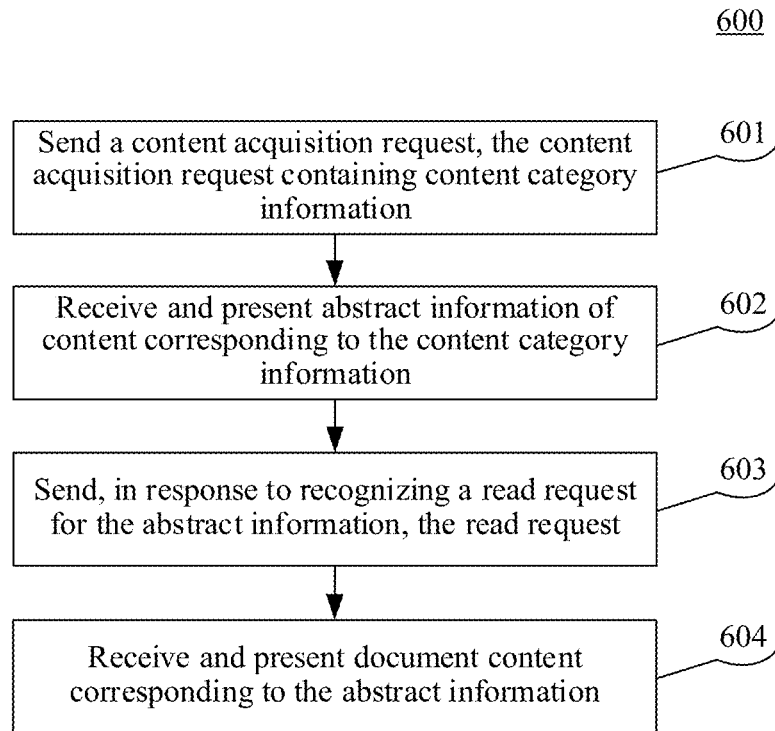 600
Send a content acquisition request, the content
acquisition request containing content category
information
601
Receive and present abstract information of
content corresponding to the content category
information
602
Send, in response to recognizing a read request
for the abstract information, the read request
603
Receive and present document content
corresponding to the abstract information
604